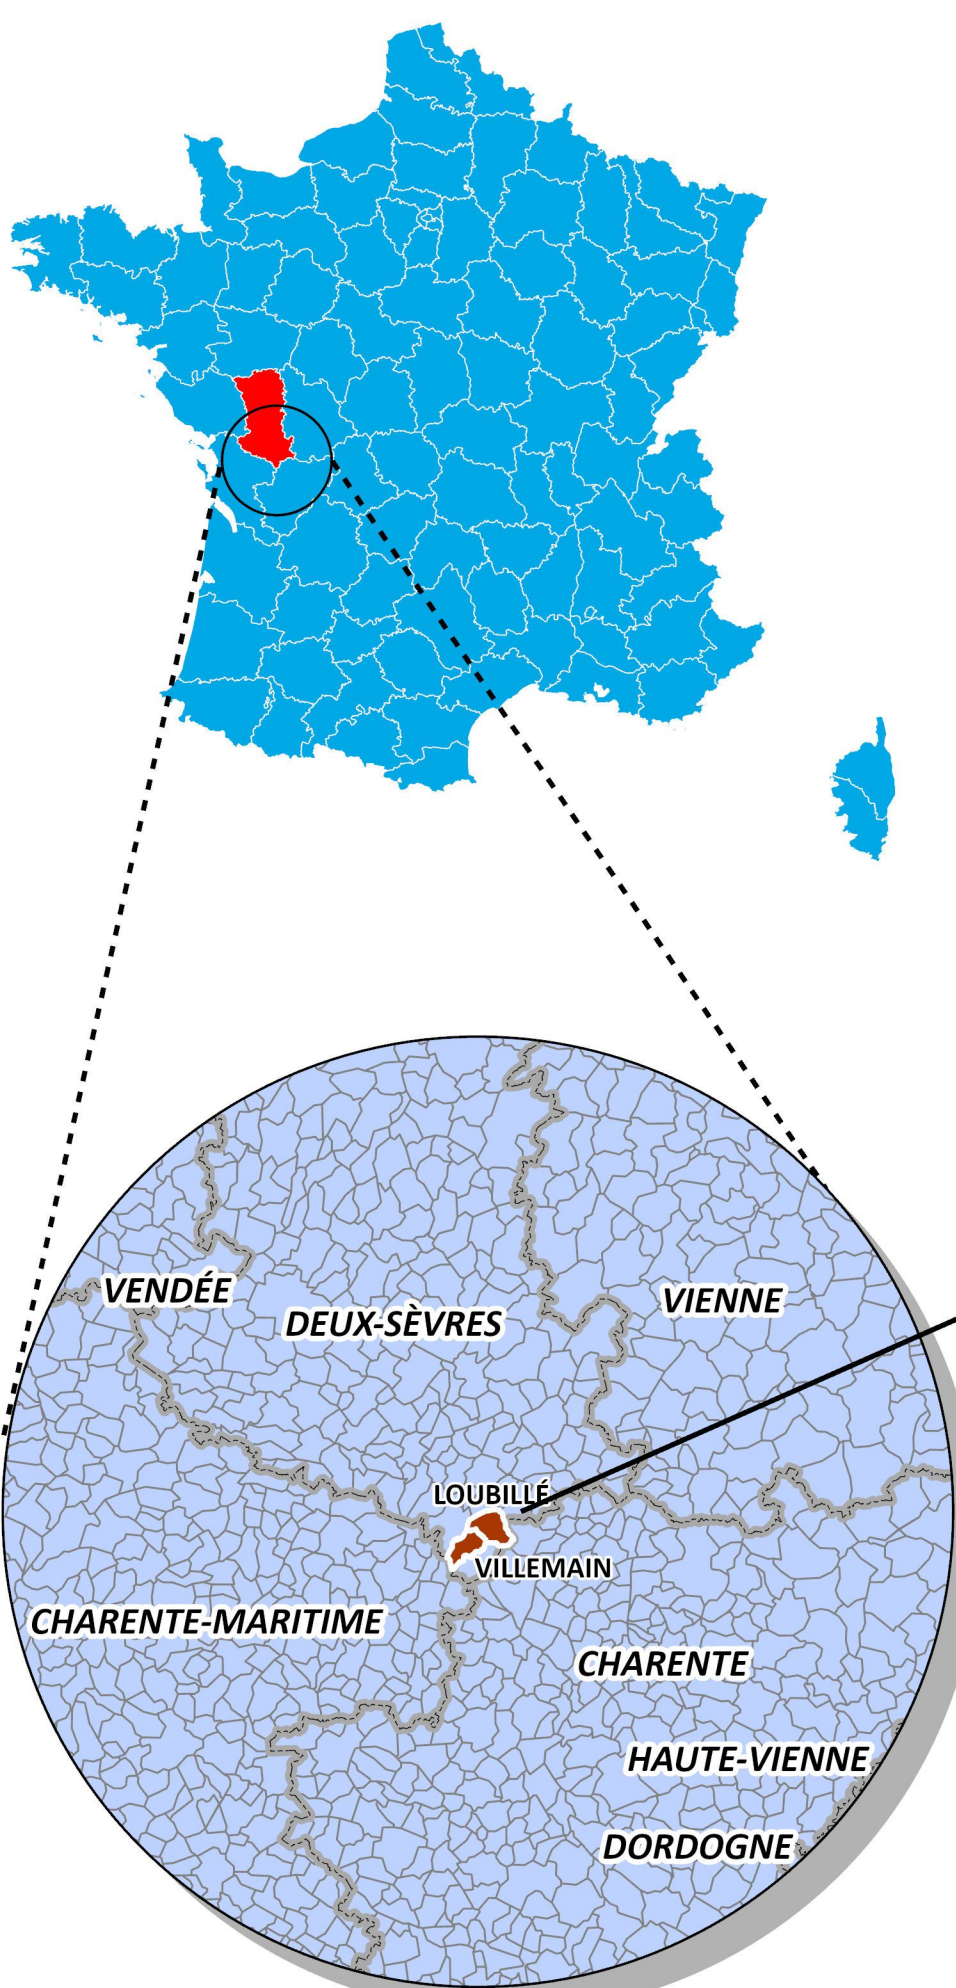 VENDÉE
DEUX-SÈVRES
VIENNE
LOUBILLÉ
VILLEMAIN
CHARENTE-MARITIME
CHARENTE
HAUTE-VIENNE
DORDOGNE